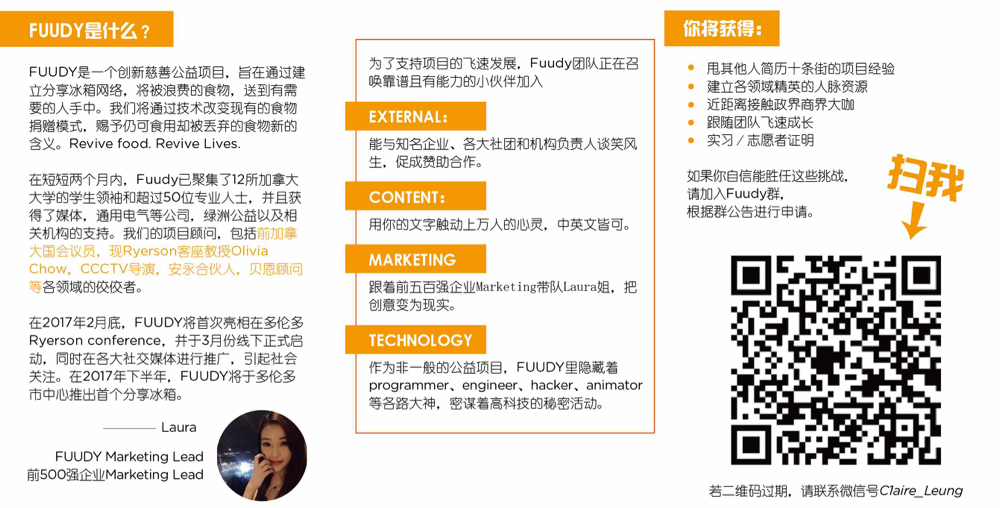 FUUDY是什么？
FUUDY是一个创新慈善公益项目，旨在通过建
立分享冰箱网络，将被浪费的食物，送到有需
要的人手中。我们将通过技术改变现有的食物
捐赠模式，赐予仍可食用却被丢弃的食物新的
含义。Revive food. Revive Lives.
在短短两个月内，Fuudy已聚集了12所加拿大
大学的学生领袖和超过50位专业人士，并且获
得了媒体，通用电气等公司，绿洲公益以及相
关机构的支持。我们的项目顾问，包括前加拿
大国会议员，现Ryerson客座教授Olivia
Chow，CCCTV导演，安永合伙人，贝恩顾问
等各领域的佼佼者。
在2017年2月底，FUUDY将首次亮相在多伦多
Ryerson conference，并于3月份线下正式启
动，同时在各大社交媒体进行推广，引起社会
关注。在2017年下半年，FUUDY将于多伦多
市中心推出首个分享冰箱。
Laura
FUUDY Marketing Lead
前500强企业Marketing Lead
为了支持项目的飞速发展，Fuudy团队正在召
唤靠谱且有能力的小伙伴加入
EXTERNAL：
能与知名企业、各大社团和机构负责人谈笑风
生，促成赞助合作。
CONTENT：
用你的文字触动上万人的心灵，中英文皆可。
MARKETING
跟着前五百强企业Marketing带队Laura姐，把
创意变为现实。
TECHNOLOGY
作为非一般的公益项目，FUUDY里隐藏着
programmer、engineer、hacker、animator
等各路大神，密谋着高科技的秘密活动。
你将获得：
• 甩其他人简历十条街的项目经验
• 建立各领域精英的人脉资源
• 近距离接触政界商界大咖
• 跟随团队飞速成长
• 实习／志愿者证明
如果你自信能胜任这些挑战，
请加入Fuudy群，
根据群公告进行申请。
扫我
若二维码过期，请联系微信号C1aire_Leung